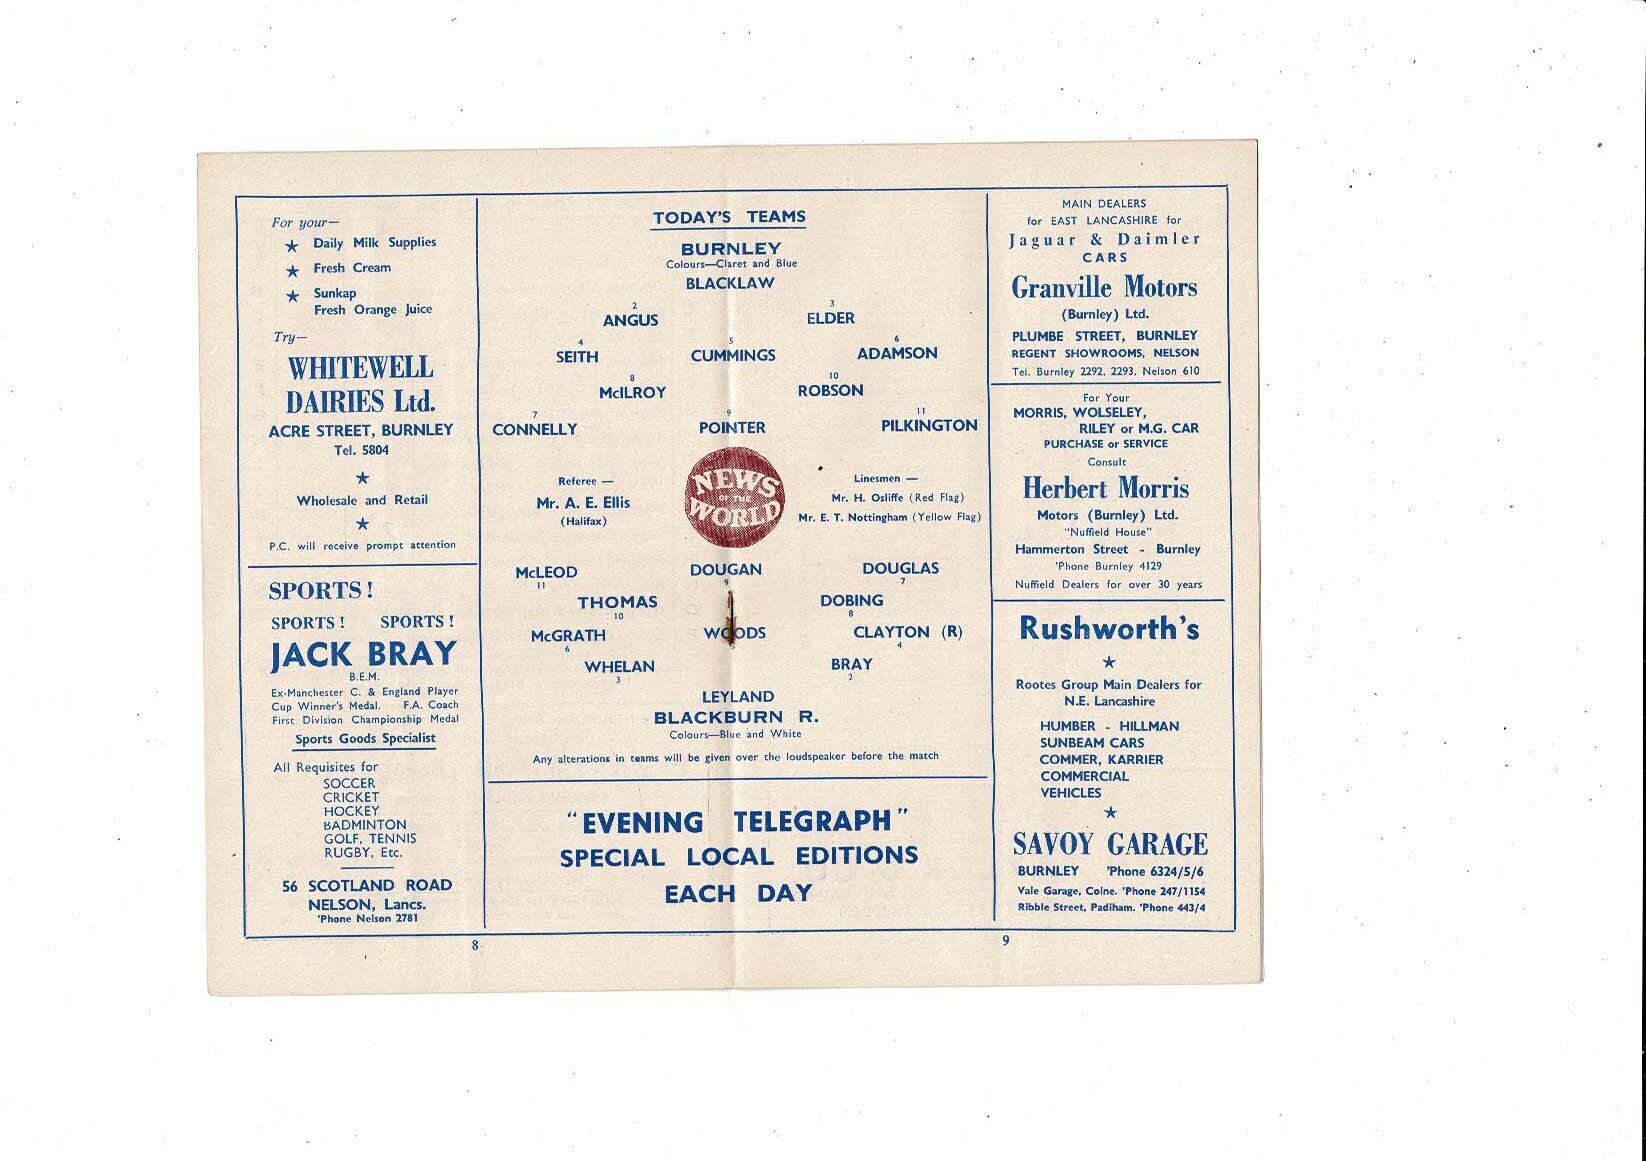 For your—
★ Daily Milk Supplies
★ Fresh Cream
★ Sunkap
Fresh Orange Juice
Try—
WHITEWELL
DAIRIES Ltd.
ACRE STREET, BURNLEY
Tel. 5804
★
Wholesale and Retail
★
P.C. will receive prompt attention
SPORTS!
SPORTS! SPORTS!
JACK BRAY
B.E.M.
Ex-Manchester C. & England Player
Cup Winner's Medal. F.A. Coach
First Division Championship Medal
Sports Goods Specialist
All Requisites for
SOCCER
CRICKET
HOCKEY
BADMINTON
GOLF, TENNIS
RUGBY, Etc.
56 SCOTLAND ROAD
NELSON, Lancs.
'Phone Nelson 2781
8
TODAY'S TEAMS
BURNLEY
Colours—Claret and Blue
BLACKLAW
2 3
ANGUS ELDER
4 5 6
SEITH CUMMINGS ADAMSON
8 10
McILROY ROBSON
7 9 11
CONNELLY POINTER PILKINGTON
Referee —
Mr. A. E. Ellis
(Halifax)
NEWS
OF THE
WORLD
Linesmen —
Mr. H. Osliffe (Red Flag)
Mr. E. T. Nottingham (Yellow Flag)
McLEOD DOUGAN DOUGLAS
11 9 7
THOMAS DOBING
10 8
McGRATH WOODS CLAYTON (R)
6 5 4
WHELAN BRAY
3 2
LEYLAND
BLACKBURN R.
Colours—Blue and White
Any alterations in teams will be given over the loudspeaker before the match
"EVENING TELEGRAPH"
SPECIAL LOCAL EDITIONS
EACH DAY
MAIN DEALERS
for EAST LANCASHIRE for
Jaguar & Daimler
CARS
Granville Motors
(Burnley) Ltd.
PLUMBE STREET, BURNLEY
REGENT SHOWROOMS, NELSON
Tel. Burnley 2292, 2293, Nelson 610
For Your
MORRIS, WOLSELEY,
RILEY or M.G. CAR
PURCHASE or SERVICE
Consult
Herbert Morris
Motors (Burnley) Ltd.
"Nuffield House"
Hammerton Street - Burnley
'Phone Burnley 4129
Nuffield Dealers for over 30 years
Rushworth's
★
Rootes Group Main Dealers for
N.E. Lancashire
HUMBER - HILLMAN
SUNBEAM CARS
COMMER, KARRIER
COMMERCIAL
VEHICLES
★
SAVOY GARAGE
BURNLEY 'Phone 6324/5/6
Vale Garage, Colne. 'Phone 247/1154
Ribble Street, Padiham. 'Phone 443/4
9